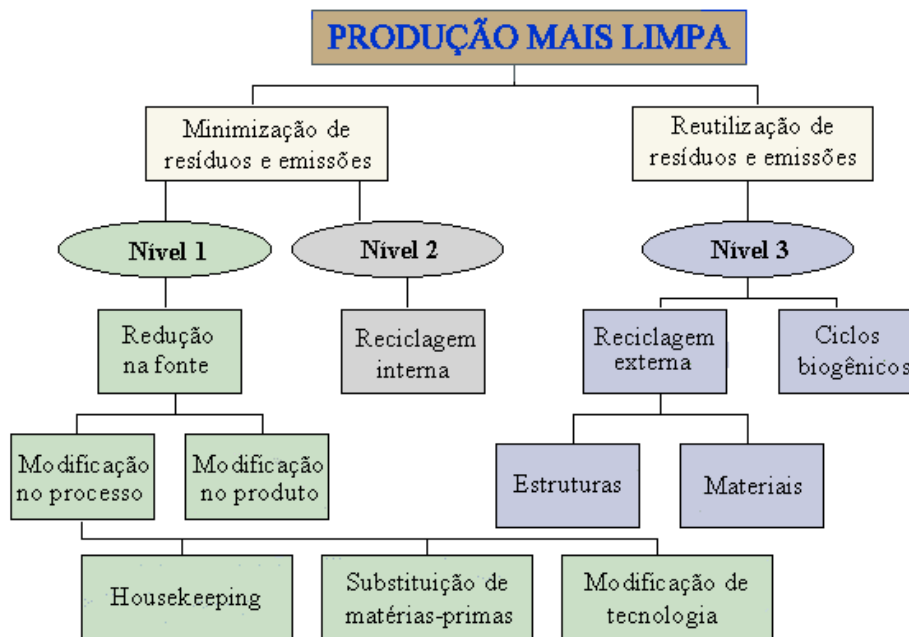 PRODUÇÃO MAIS LIMPA
Minimização de
resíduos e emissões
Reutilização de
resíduos e emissões
Nível 1
Nível 2
Nível 3
Redução
na fonte
Reciclagem
interna
Reciclagem
externa
Ciclos
biogênicos
Modificação
no processo
Modificação
no produto
Estruturas
Materiais
Housekeeping
Substituição de
matérias-primas
Modificação de
tecnologia